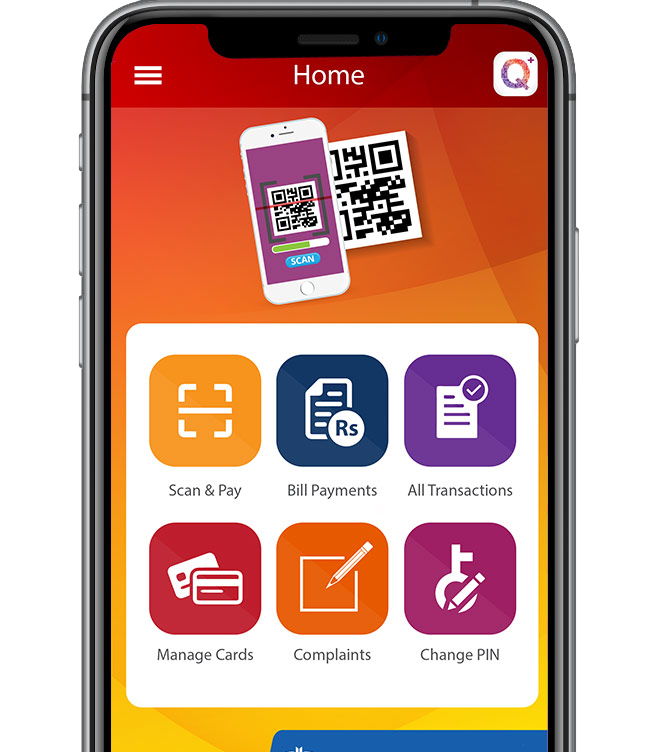 Home
Q+
SCAN
Rs
Scan & Pay
Bill Payments
All Transactions
Manage Cards
Complaints
Change PIN